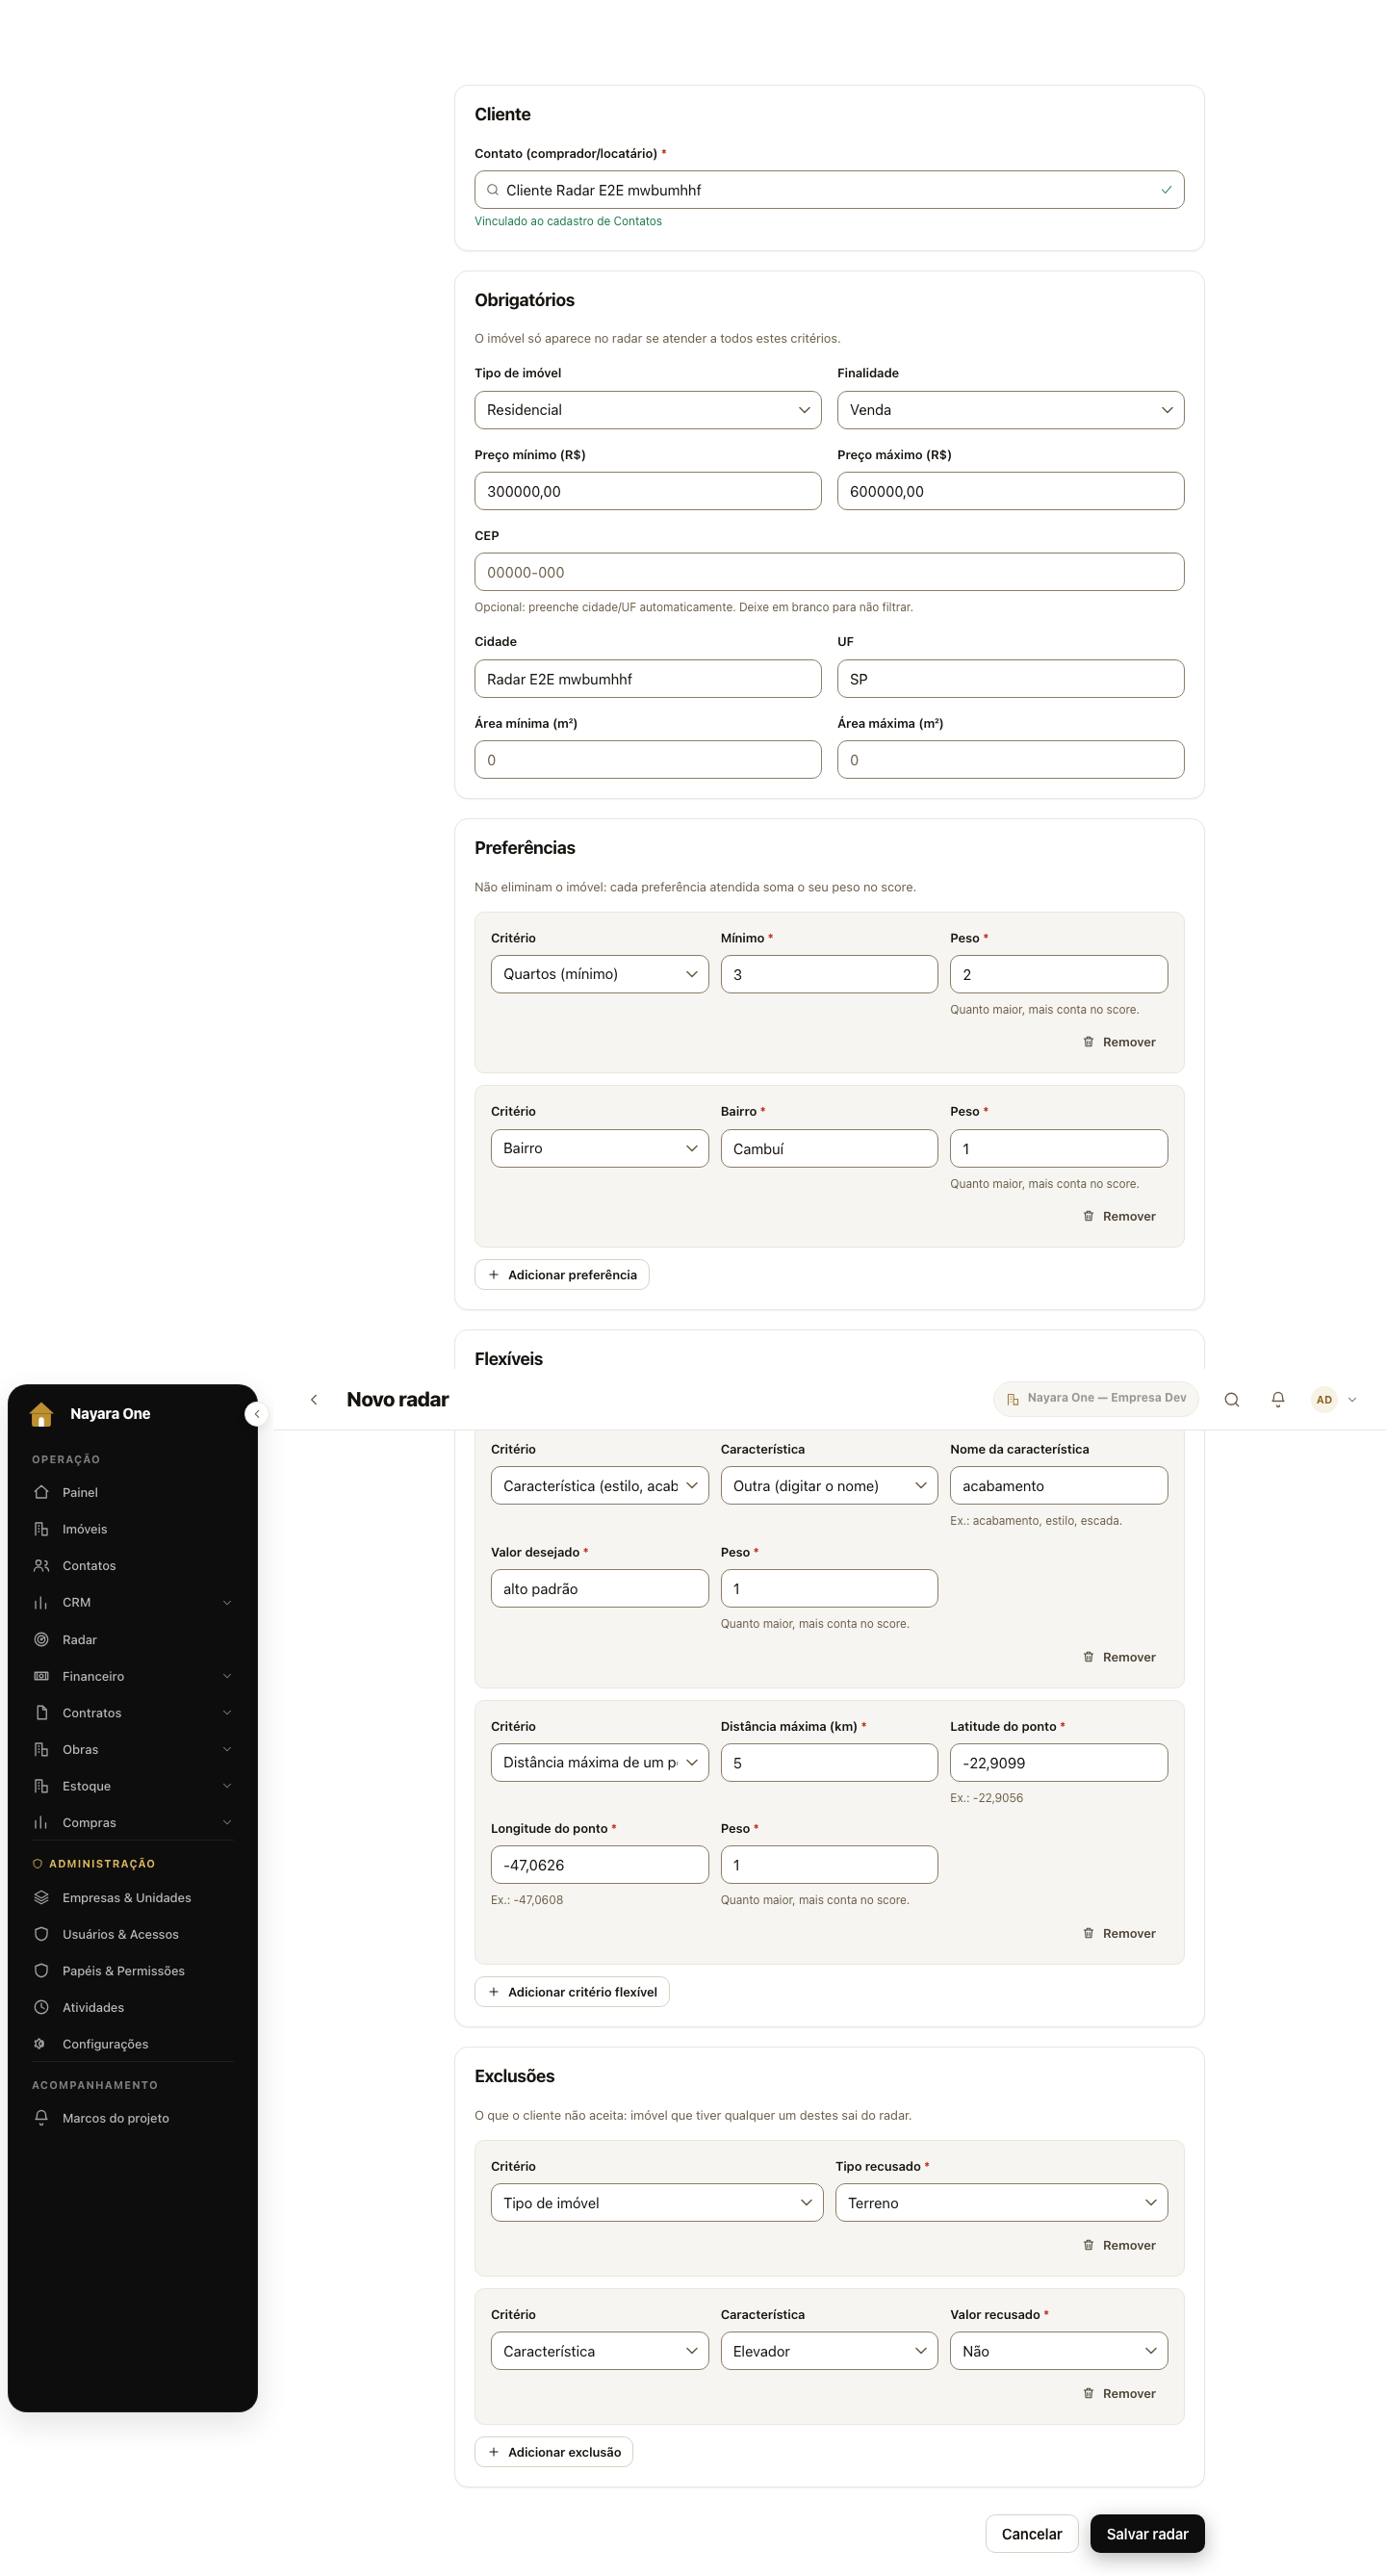 Cliente
Contato (comprador/locatário) *
Cliente Radar E2E mwbumhhf
Vinculado ao cadastro de Contatos
Obrigatórios
O imóvel só aparece no radar se atender a todos estes critérios.
Tipo de imóvel
Finalidade
Residencial
Venda
Preço mínimo (R$)
Preço máximo (R$)
300000,00
600000,00
CEP
00000-000
Opcional: preenche cidade/UF automaticamente. Deixe em branco para não filtrar.
Cidade
UF
Radar E2E mwbumhhf
SP
Área mínima (m²)
Área máxima (m²)
0
0
Preferências
Não eliminam o imóvel: cada preferência atendida soma o seu peso no score.
Critério
Mínimo *
Peso *
Quartos (mínimo)
3
2
Quanto maior, mais conta no score.
Remover
Critério
Bairro *
Peso *
Bairro
Cambuí
1
Quanto maior, mais conta no score.
Remover
Adicionar preferência
Flexíveis
Novo radar
Nayara One — Empresa Dev
AD
Nayara One
OPERAÇÃO
Painel
Imóveis
Contatos
CRM
Radar
Financeiro
Contratos
Obras
Estoque
Compras
ADMINISTRAÇÃO
Empresas & Unidades
Usuários & Acessos
Papéis & Permissões
Atividades
Configurações
ACOMPANHAMENTO
Marcos do projeto
Critério
Característica
Nome da característica
Característica (estilo, acab
Outra (digitar o nome)
acabamento
Ex.: acabamento, estilo, escada.
Valor desejado *
Peso *
alto padrão
1
Quanto maior, mais conta no score.
Remover
Critério
Distância máxima (km) *
Latitude do ponto *
Distância máxima de um p
5
-22,9099
Ex.: -22,9056
Longitude do ponto *
Peso *
-47,0626
1
Ex.: -47,0608
Quanto maior, mais conta no score.
Remover
Adicionar critério flexível
Exclusões
O que o cliente não aceita: imóvel que tiver qualquer um destes sai do radar.
Critério
Tipo recusado *
Tipo de imóvel
Terreno
Remover
Critério
Característica
Valor recusado *
Característica
Elevador
Não
Remover
Adicionar exclusão
Cancelar
Salvar radar